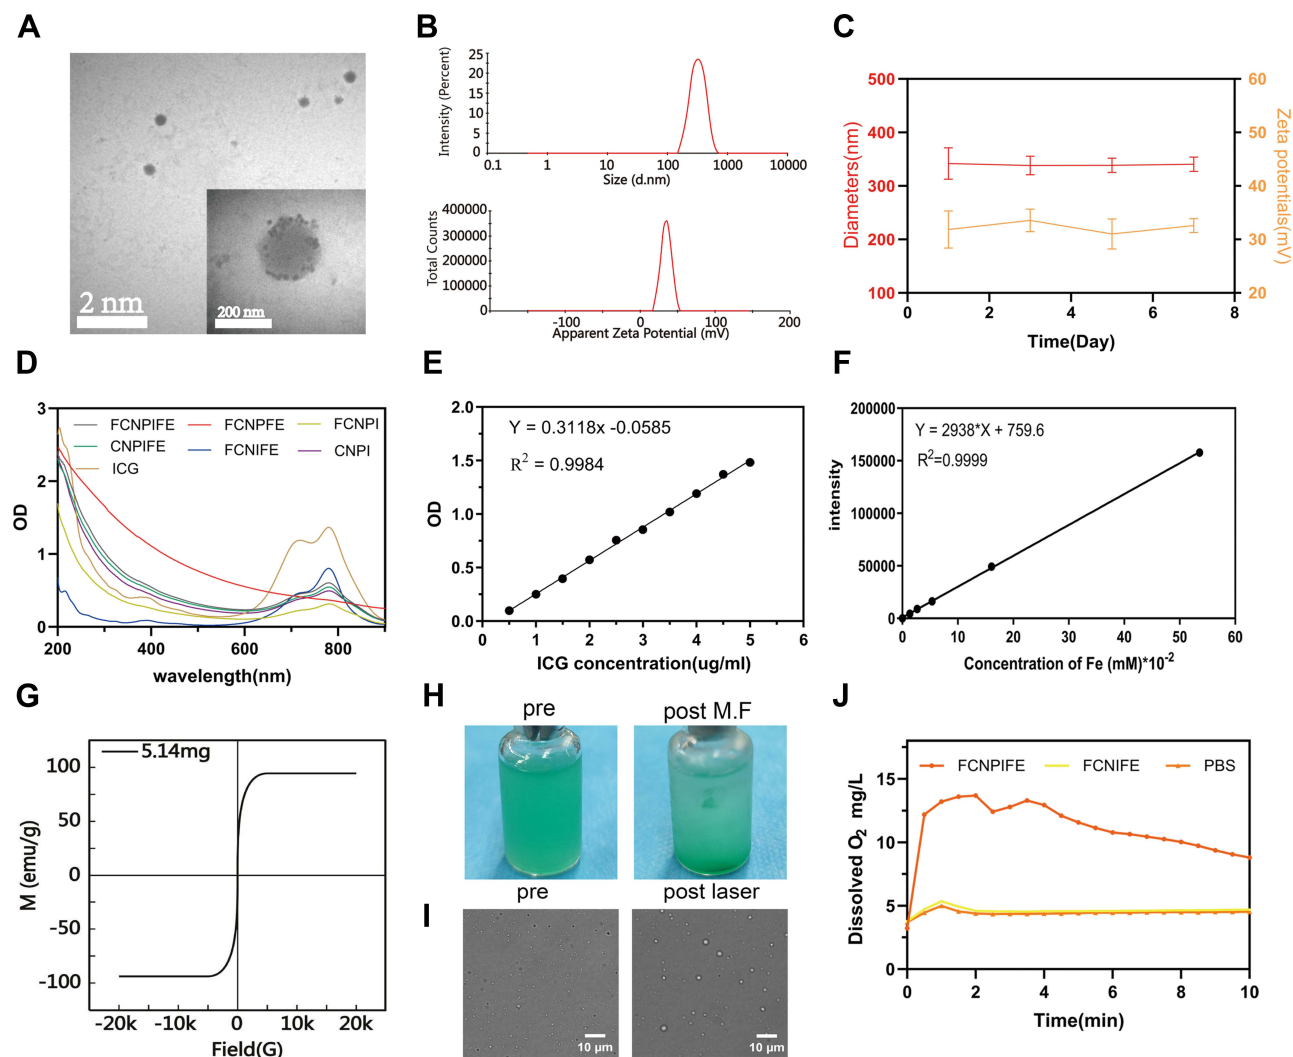 A
2 nm
200 nm
B
Intensity (Percent)
25
20
15
10
5
0
0.1 1 10 100 1000 10000
Size (d.nm)
Total Counts
400000
300000
200000
100000
0
-100 0 100 200
Apparent Zeta Potential (mV)
C
Diameters(nm)
500
400
300
200
100
60
50
40
30
20
Zeta potentials(mV)
0 2 4 6 8
Time(Day)
D
OD
3
2
1
0
FCNPIFE FCNPFE FCNPI
CNPIFE FCNIFE CNPI
ICG
200 400 600 800
wavelength(nm)
E
OD
2.0
1.5
1.0
0.5
0.0
Y = 0.3118x -0.0585
R² = 0.9984
0 1 2 3 4 5 6
ICG concentration(ug/ml)
F
intensity
200000
150000
100000
50000
0
Y = 2938*X + 759.6
R²=0.9999
0 10 20 30 40 50 60
Concentration of Fe (mM)*10⁻²
G
M (emu/g)
100
50
0
-50
-100
5.14mg
-20k -10k 0 10k 20k
Field(G)
H
pre post M.F
I
pre post laser
10 μm 10 μm
J
Dissolved O₂ mg/L
15
10
5
0
FCNPIFE FCNIFE PBS
0 2 4 6 8 10
Time(min)